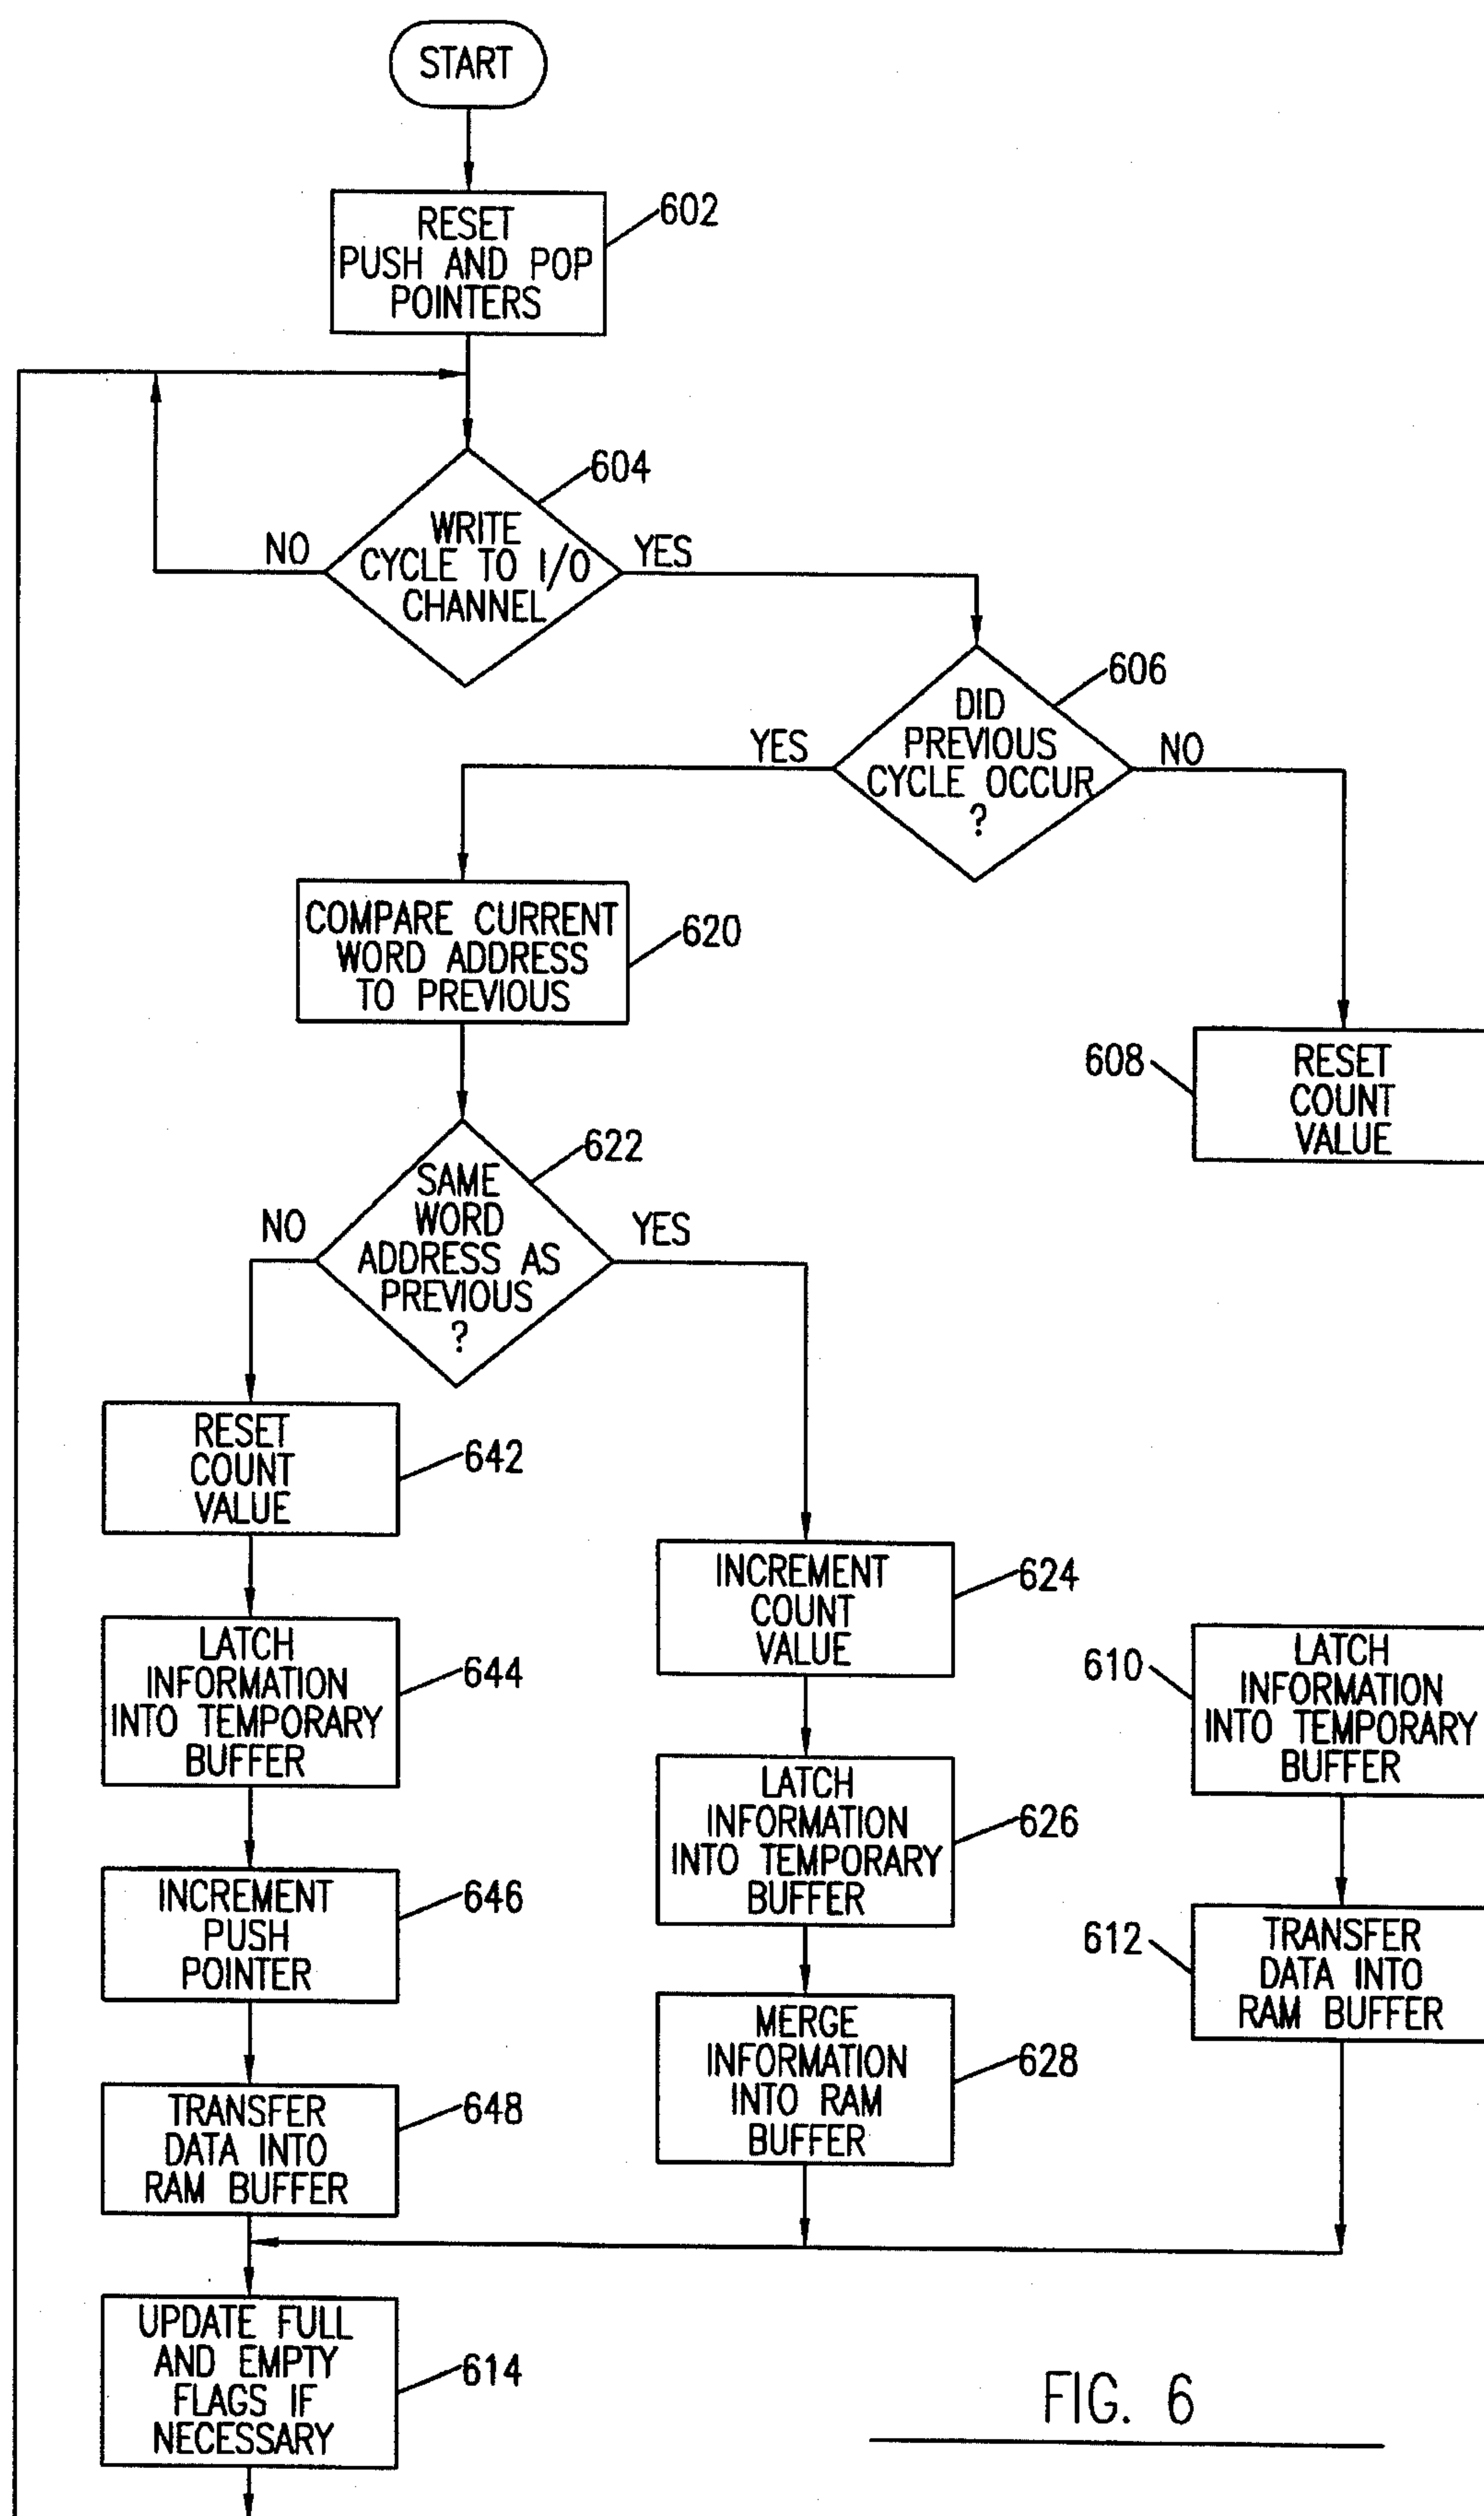 START
RESET
PUSH AND POP
POINTERS
602
WRITE
CYCLE TO I/O
CHANNEL
604
NO
YES
DID
PREVIOUS
CYCLE OCCUR
?
606
YES
NO
COMPARE CURRENT
WORD ADDRESS
TO PREVIOUS
620
608
RESET
COUNT
VALUE
SAME
WORD
ADDRESS AS
PREVIOUS
?
622
NO
YES
RESET
COUNT
VALUE
642
INCREMENT
COUNT
VALUE
624
LATCH
INFORMATION
INTO TEMPORARY
BUFFER
644
610
LATCH
INFORMATION
INTO TEMPORARY
BUFFER
LATCH
INFORMATION
INTO TEMPORARY
BUFFER
626
INCREMENT
PUSH
POINTER
646
612
TRANSFER
DATA INTO
RAM BUFFER
MERGE
INFORMATION
INTO RAM
BUFFER
628
TRANSFER
DATA INTO
RAM BUFFER
648
UPDATE FULL
AND EMPTY
FLAGS IF
NECESSARY
614
FIG. 6